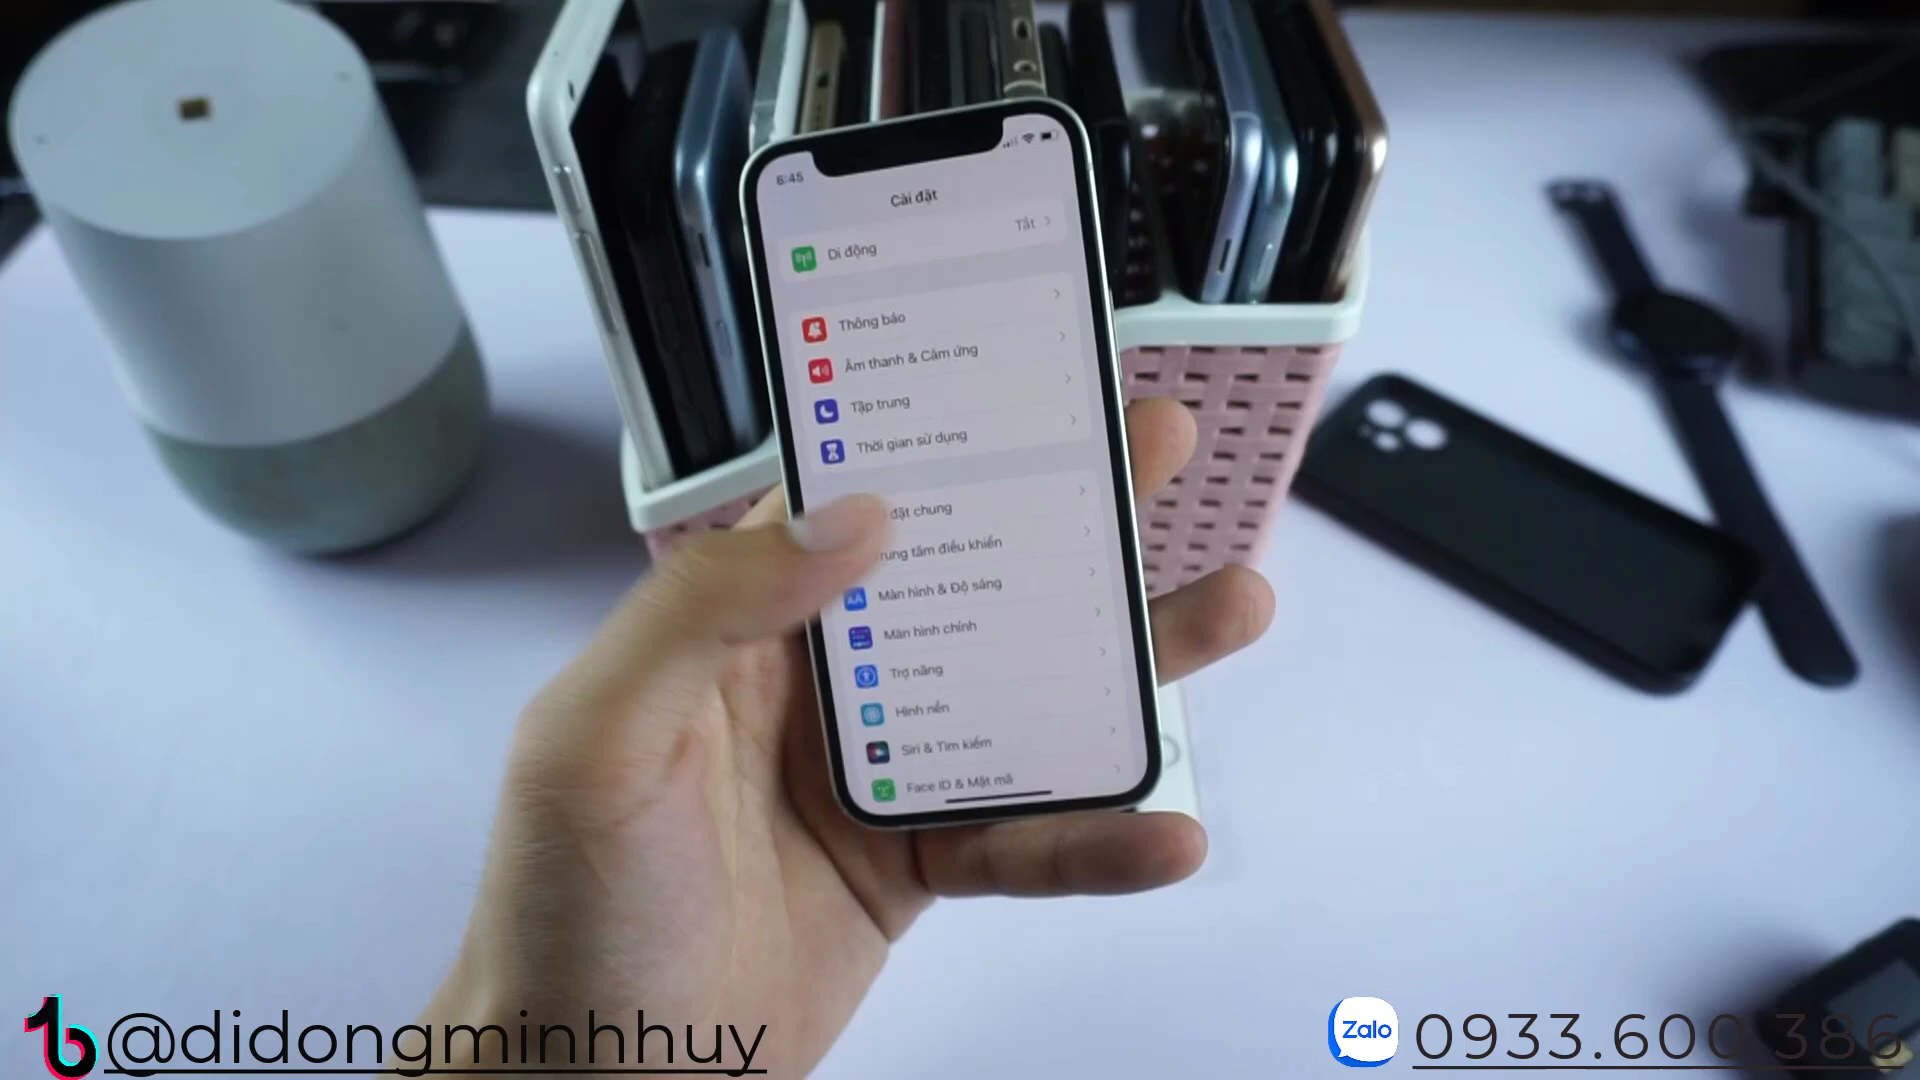 6:45
Cài đặt
Di động
Tắt
Thông báo
Âm thanh & Cảm ứng
Tập trung
Thời gian sử dụng
đặt chung
Trung tâm điều khiển
AA
Màn hình & Độ sáng
Màn hình chính
Trợ năng
Hình nền
Siri & Tìm kiếm
Face ID & Mật mã
@didongminhhuy
Zalo
0933.600 386